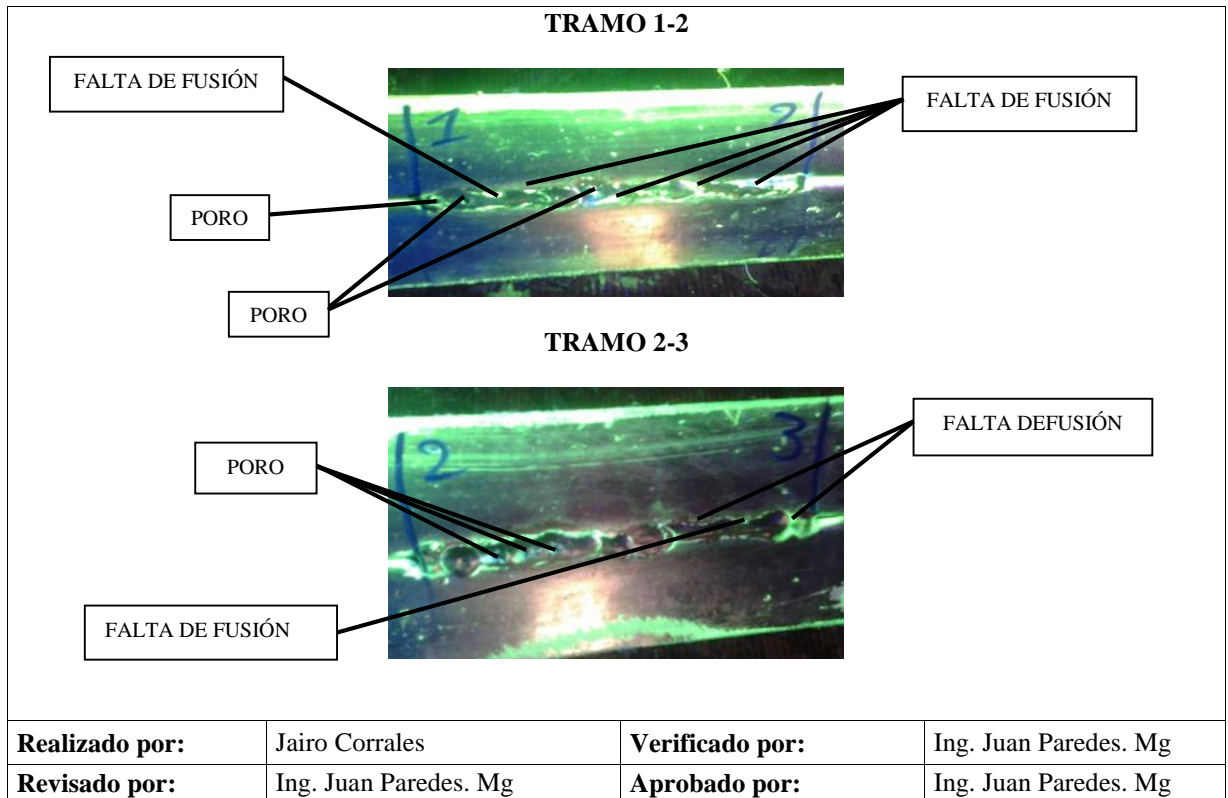 TRAMO 1-2
FALTA DE FUSIÓN
FALTA DE FUSIÓN
PORO
PORO
1
2
TRAMO 2-3
FALTA DEFUSIÓN
PORO
2
3
FALTA DE FUSIÓN
Realizado por: Jairo Corrales Verificado por: Ing. Juan Paredes. Mg
Revisado por: Ing. Juan Paredes. Mg Aprobado por: Ing. Juan Paredes. Mg